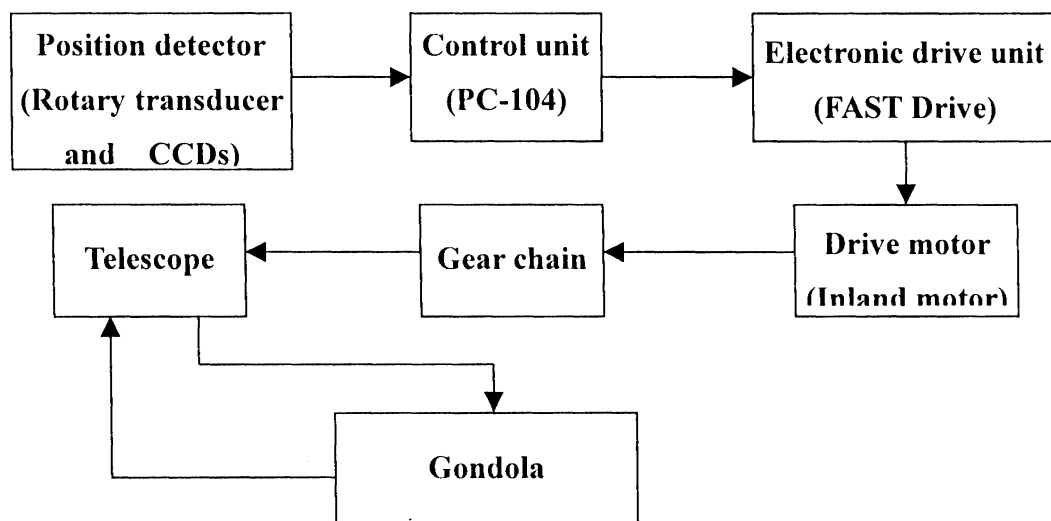 Position detector
(Rotary transducer
and CCDs)
Control unit
(PC-104)
Electronic drive unit
(FAST Drive)
Telescope
Gear chain
Drive motor
(Inland motor)
Gondola